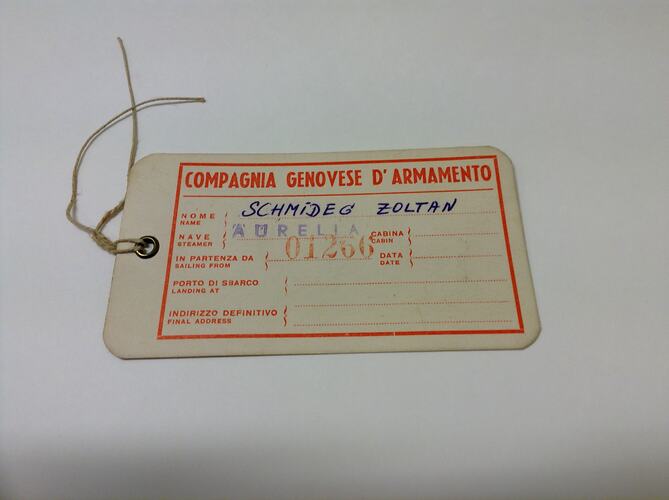 COMPAGNIA GENOVESE D'ARMAMENTO
NOME SCHMIDEG ZOLTAN
NAME
NAVE AURELIA CABINA
STEAMER CABIN
01266
IN PARTENZA DA DATA
SAILING FROM DATE
PORTO DI SBARCO
LANDING AT
INDIRIZZO DEFINITIVO
FINAL ADDRESS